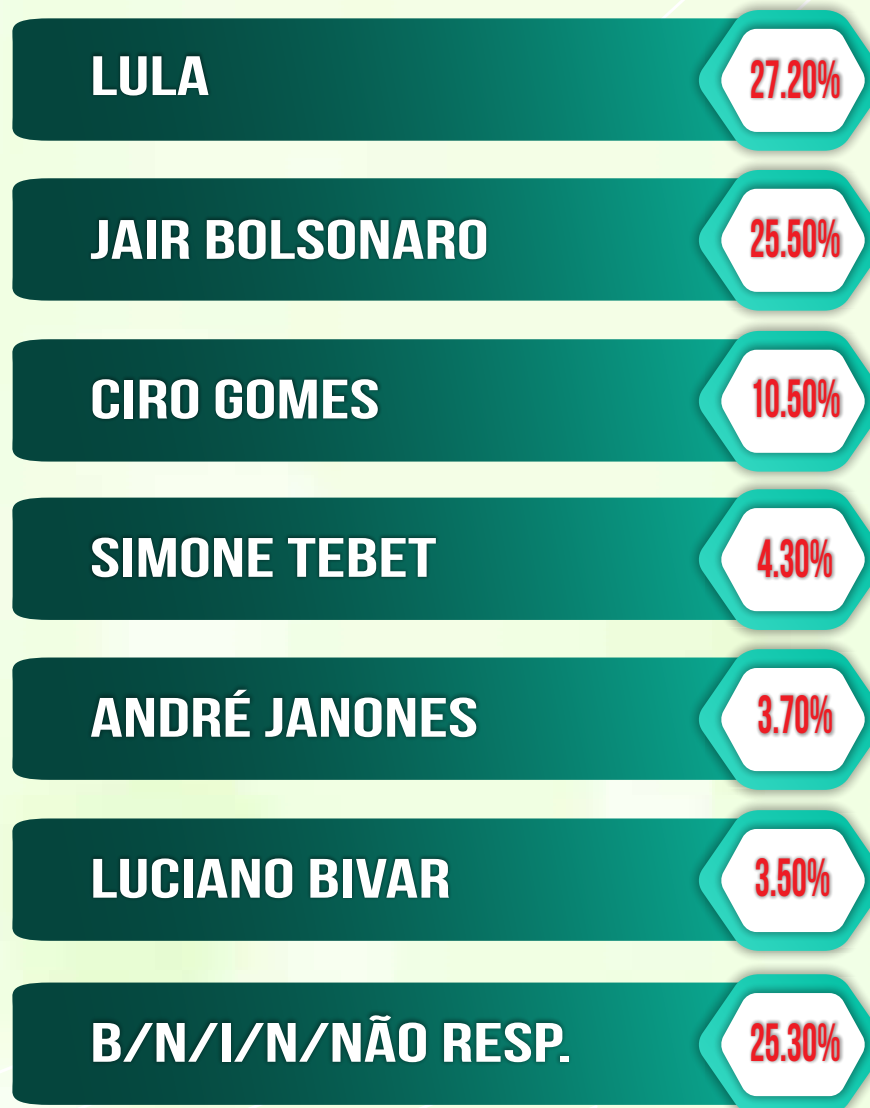 LULA 27.20%
JAIR BOLSONARO 25.50%
CIRO GOMES 10.50%
SIMONE TEBET 4.30%
ANDRÉ JANONES 3.70%
LUCIANO BIVAR 3.50%
B/N/I/N/NÃO RESP. 25.30%